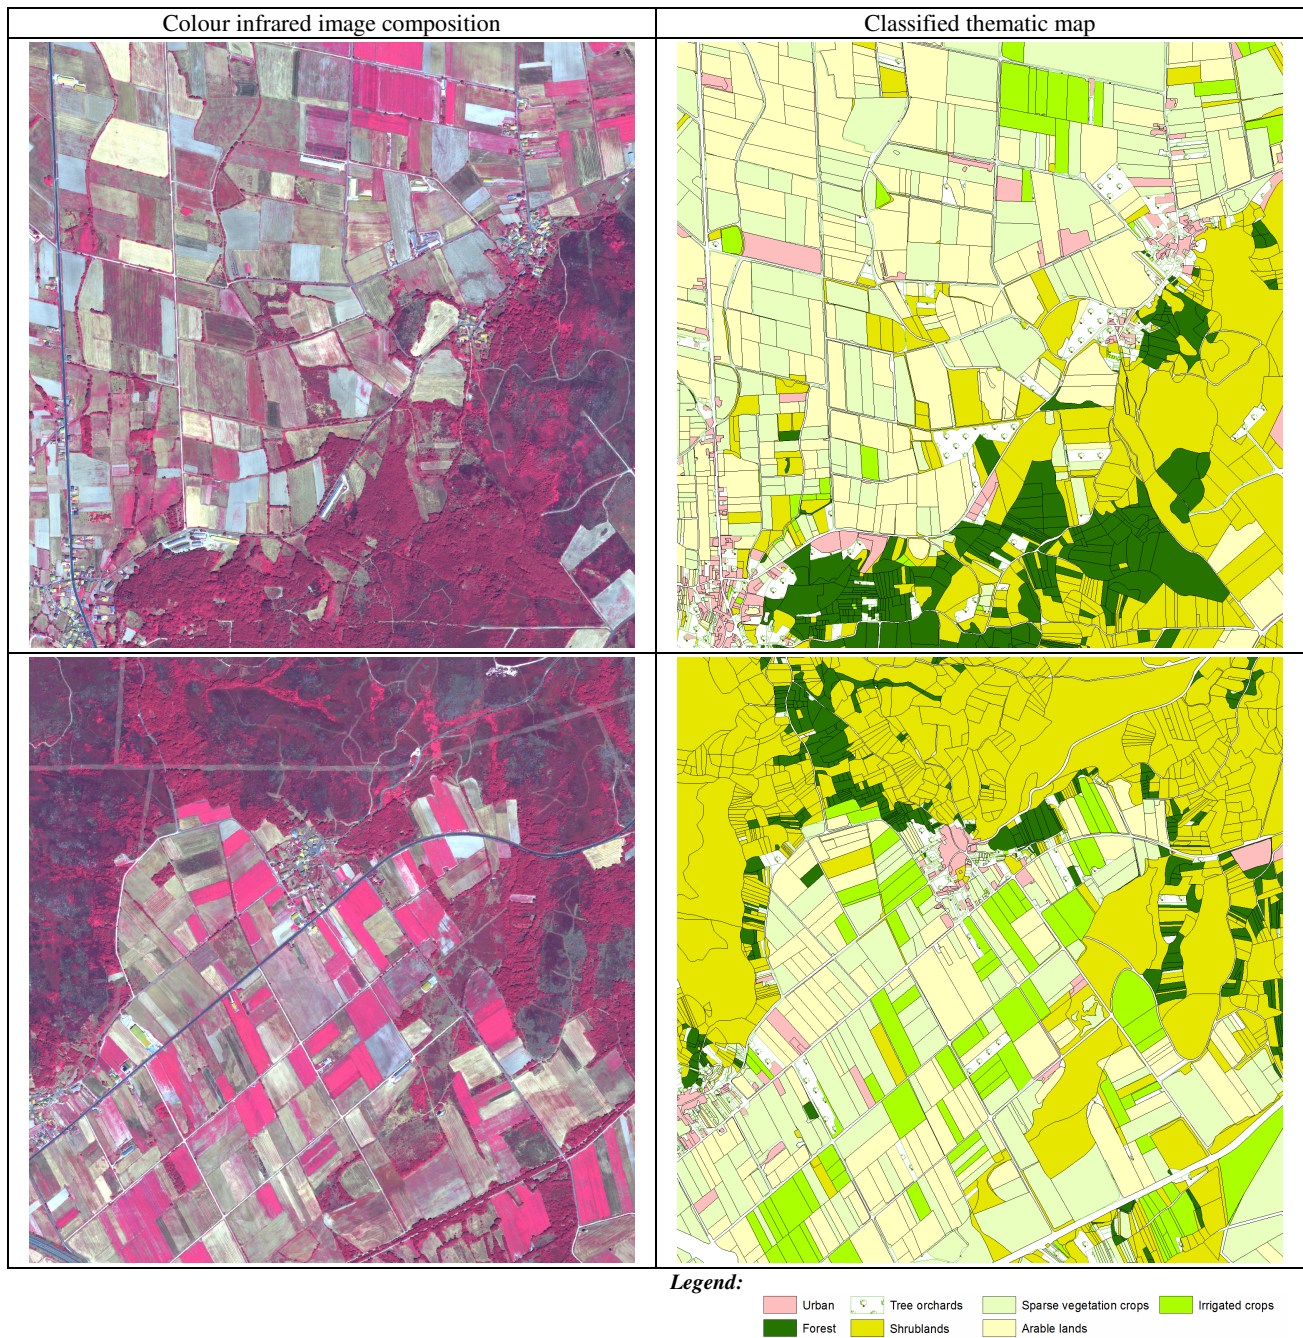 Colour infrared image composition
Classified thematic map
Legend:
Urban
Tree orchards
Sparse vegetation crops
Irrigated crops
Forest
Shrublands
Arable lands